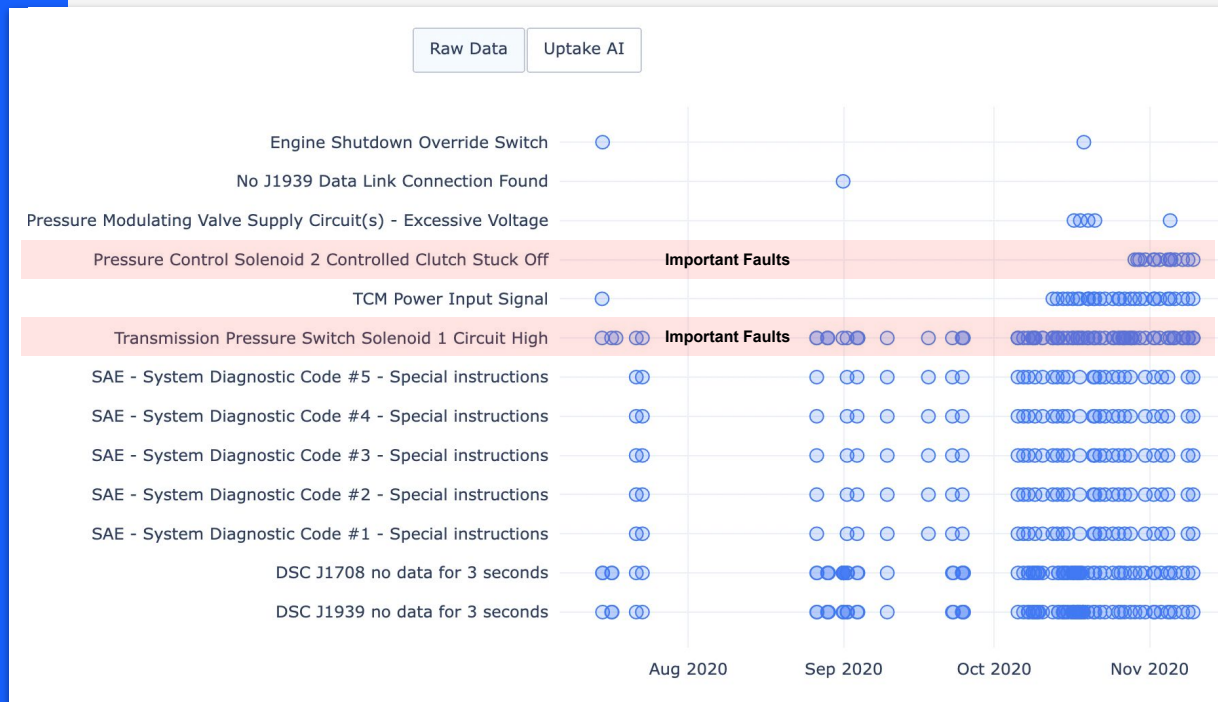 Raw Data
Uptake AI
Engine Shutdown Override Switch
No J1939 Data Link Connection Found
Pressure Modulating Valve Supply Circuit(s) - Excessive Voltage
Pressure Control Solenoid 2 Controlled Clutch Stuck Off
Important Faults
TCM Power Input Signal
Transmission Pressure Switch Solenoid 1 Circuit High
Important Faults
SAE - System Diagnostic Code #5 - Special instructions
SAE - System Diagnostic Code #4 - Special instructions
SAE - System Diagnostic Code #3 - Special instructions
SAE - System Diagnostic Code #2 - Special instructions
SAE - System Diagnostic Code #1 - Special instructions
DSC J1708 no data for 3 seconds
DSC J1939 no data for 3 seconds
Aug 2020
Sep 2020
Oct 2020
Nov 2020